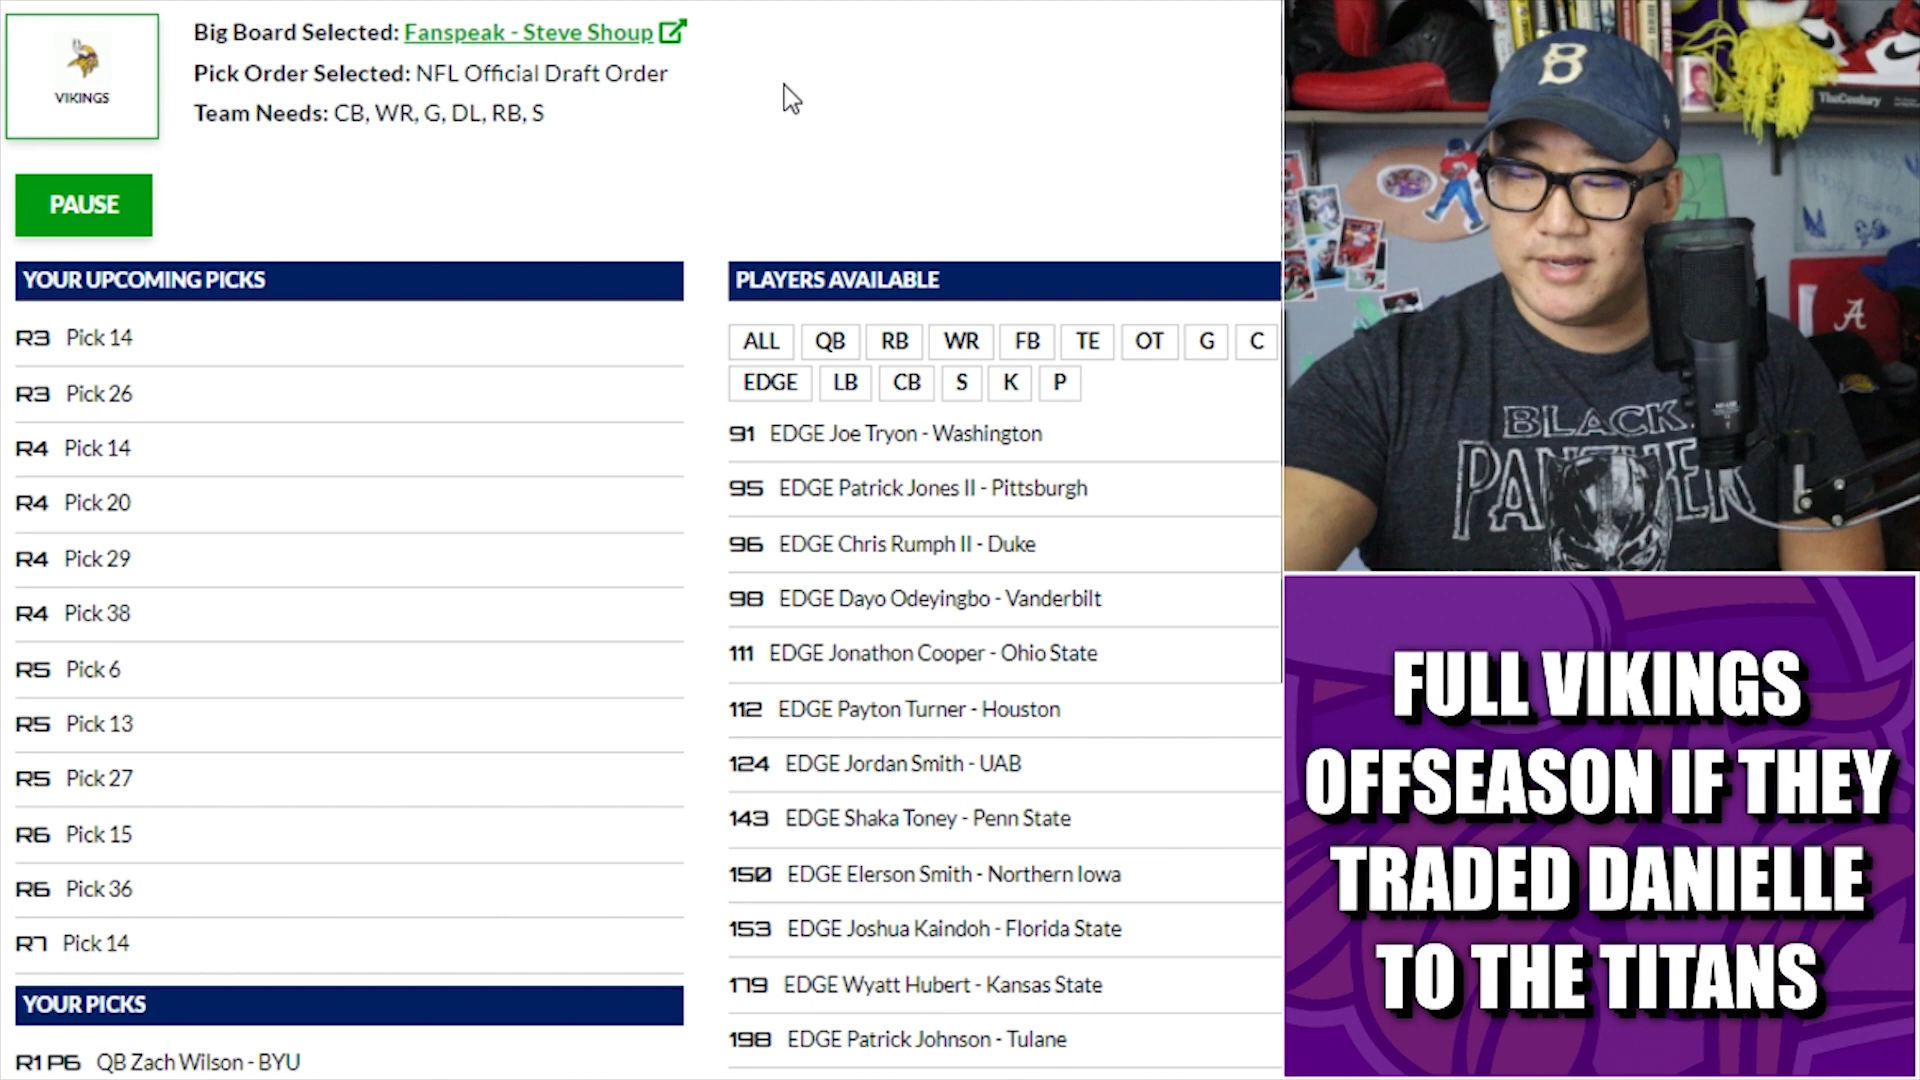 VIKINGS
Big Board Selected: Fanspeak - Steve Shoup
Pick Order Selected: NFL Official Draft Order
Team Needs: CB, WR, G, DL, RB, S
PAUSE
YOUR UPCOMING PICKS
R3 Pick 14
R3 Pick 26
R4 Pick 14
R4 Pick 20
R4 Pick 29
R4 Pick 38
R5 Pick 6
R5 Pick 13
R5 Pick 27
R6 Pick 15
R6 Pick 36
R7 Pick 14
YOUR PICKS
R1 P6 QB Zach Wilson - BYU
PLAYERS AVAILABLE
ALL QB RB WR FB TE OT G C
EDGE LB CB S K P
91 EDGE Joe Tryon - Washington
95 EDGE Patrick Jones II - Pittsburgh
96 EDGE Chris Rumph II - Duke
98 EDGE Dayo Odeyingbo - Vanderbilt
111 EDGE Jonathon Cooper - Ohio State
112 EDGE Payton Turner - Houston
124 EDGE Jordan Smith - UAB
143 EDGE Shaka Toney - Penn State
150 EDGE Elerson Smith - Northern Iowa
153 EDGE Joshua Kaindoh - Florida State
179 EDGE Wyatt Hubert - Kansas State
198 EDGE Patrick Johnson - Tulane
B
TheCentury
A
BLACK
PANTHER
FULL VIKINGS
OFFSEASON IF THEY
TRADED DANIELLE
TO THE TITANS